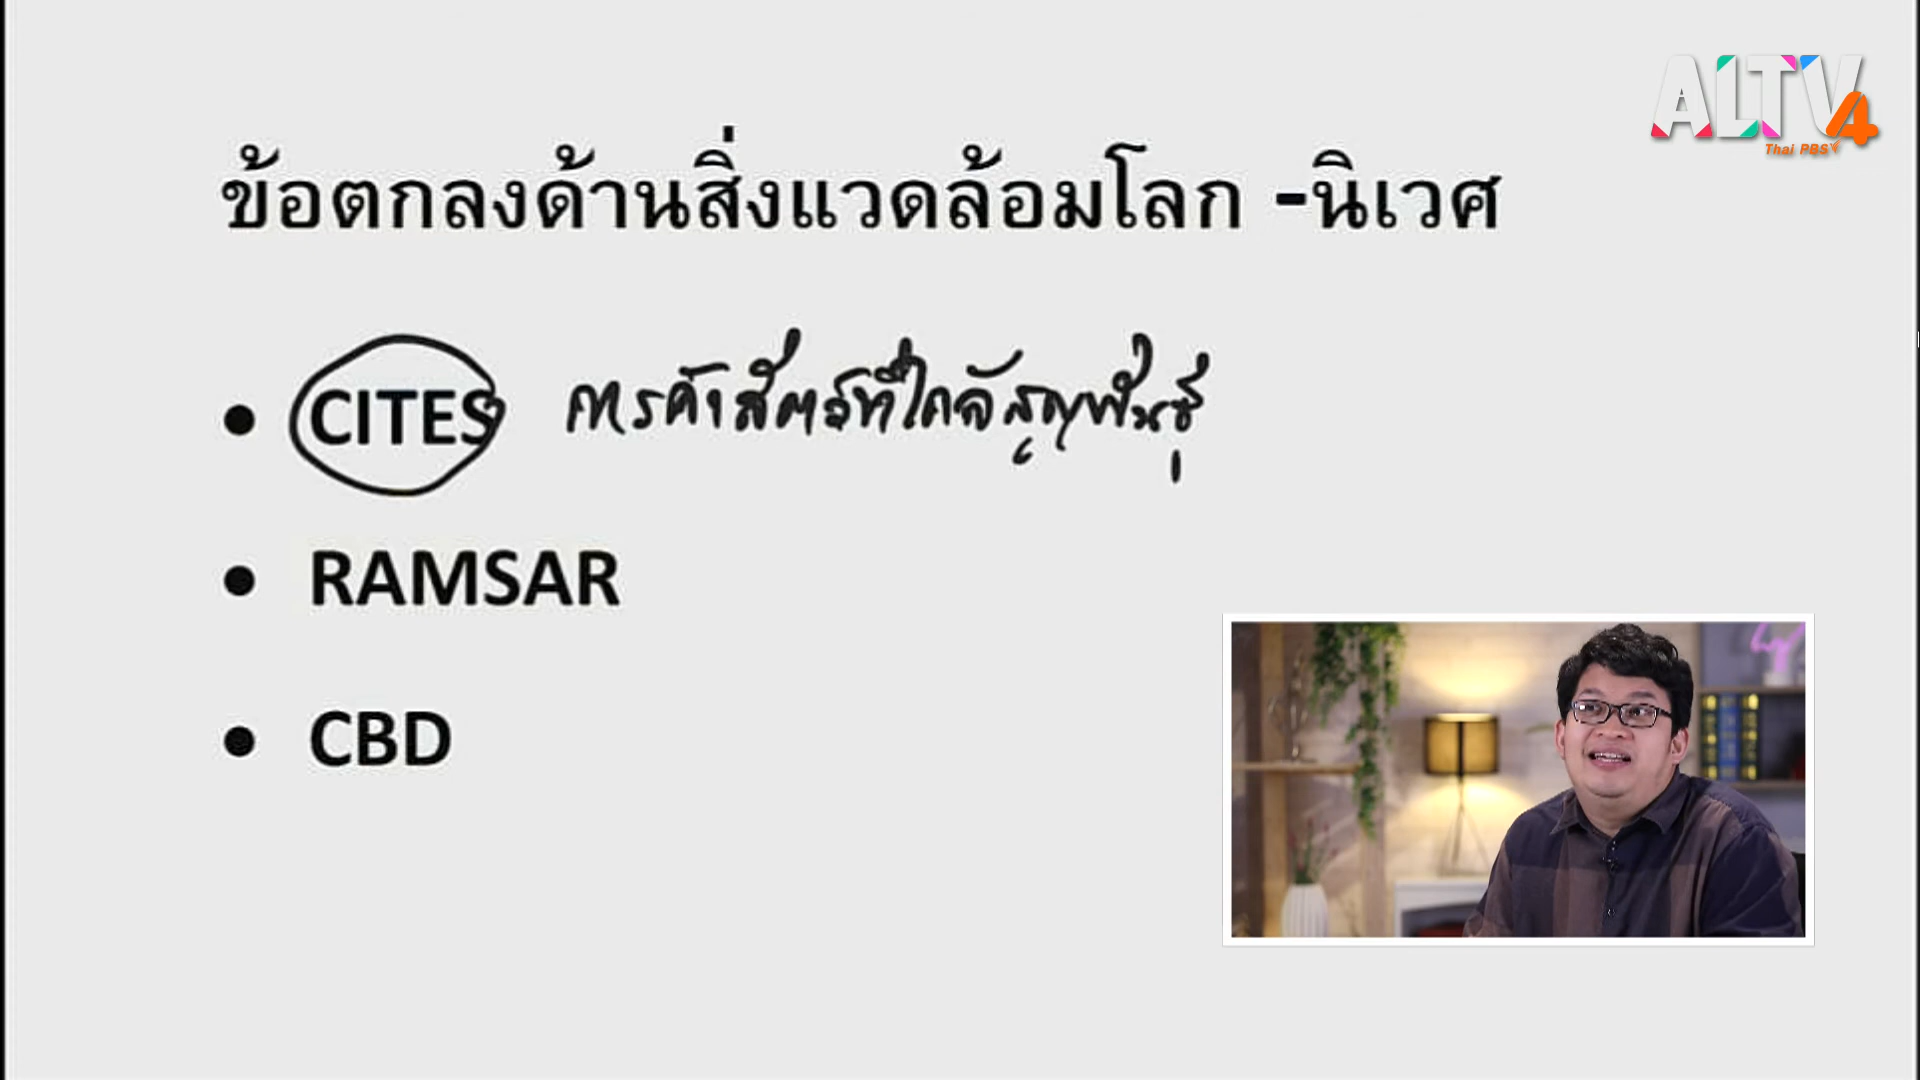 ALTV4
Thai PBS
ข้อตกลงด้านสิ่งแวดล้อมโลก -นิเวศ
• CITES การค้าสัตว์ที่ใกล้สูญพันธุ์
• RAMSAR
• CBD